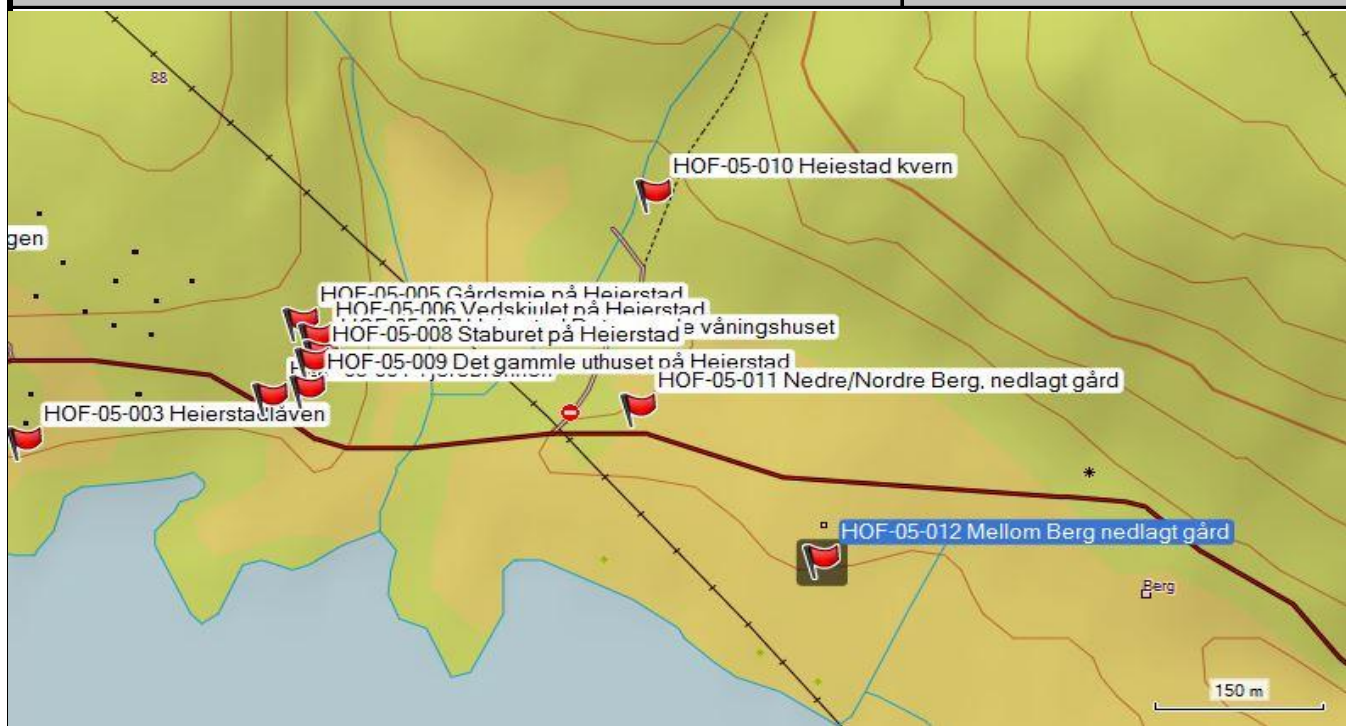 88
HOF-05-010 Heiestad kvern
gen
HOF-05-005 Gårdsmie på Heierstad
HOF-05-006 Vedskjulet på Heierstad
våningshuset
HOF-05-008 Staburet på Heierstad
HOF-05-009 Det gammle uthuset på Heierstad
HOF-05-011 Nedre/Nordre Berg, nedlagt gård
HOF-05-003 Heierstadlåven
HOF-05-012 Mellom Berg nedlagt gård
Berg
150 m